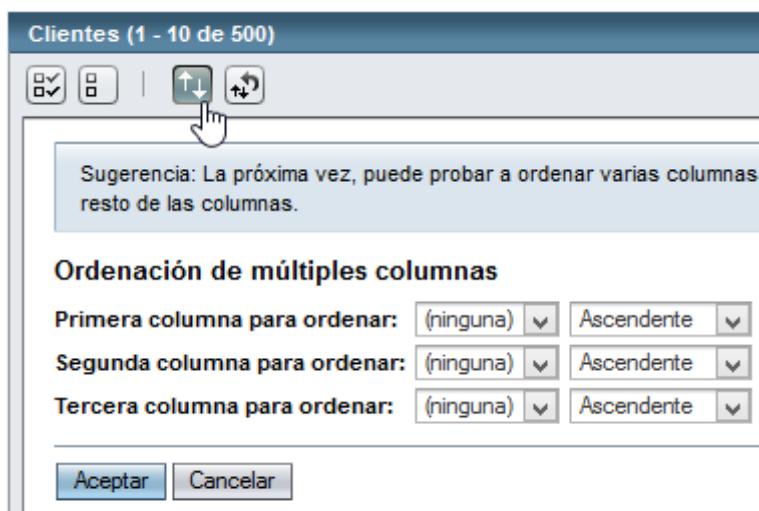 Clientes (1 - 10 de 500)
Sugerencia: La próxima vez, puede probar a ordenar varias columnas
resto de las columnas.
Ordenación de múltiples columnas
Primera columna para ordenar: (ninguna) Ascendente
Segunda columna para ordenar: (ninguna) Ascendente
Tercera columna para ordenar: (ninguna) Ascendente
Aceptar Cancelar